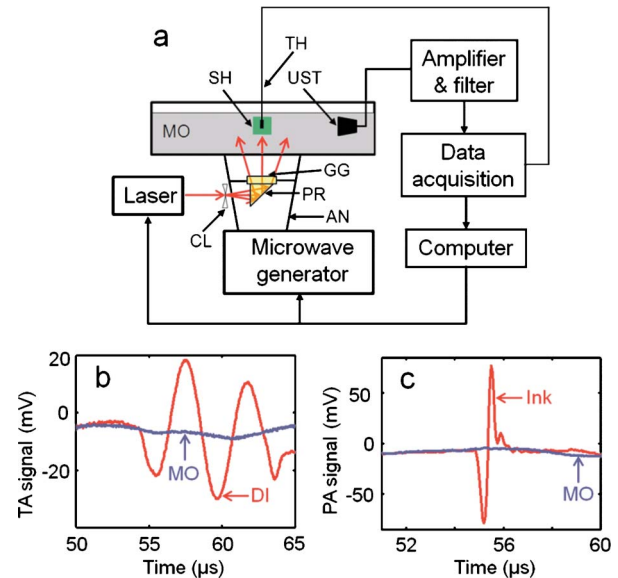 a
TH
SH
UST
Amplifier
& filter
MO
Data
acquisition
GG
PR
Laser
AN
CL
Microwave
generator
Computer
b
TA signal (mV)
20
0
-20
-40
MO
DI
50
55
60
65
Time (µs)
c
PA signal (mV)
50
0
-50
Ink
MO
52
56
60
Time (µs)